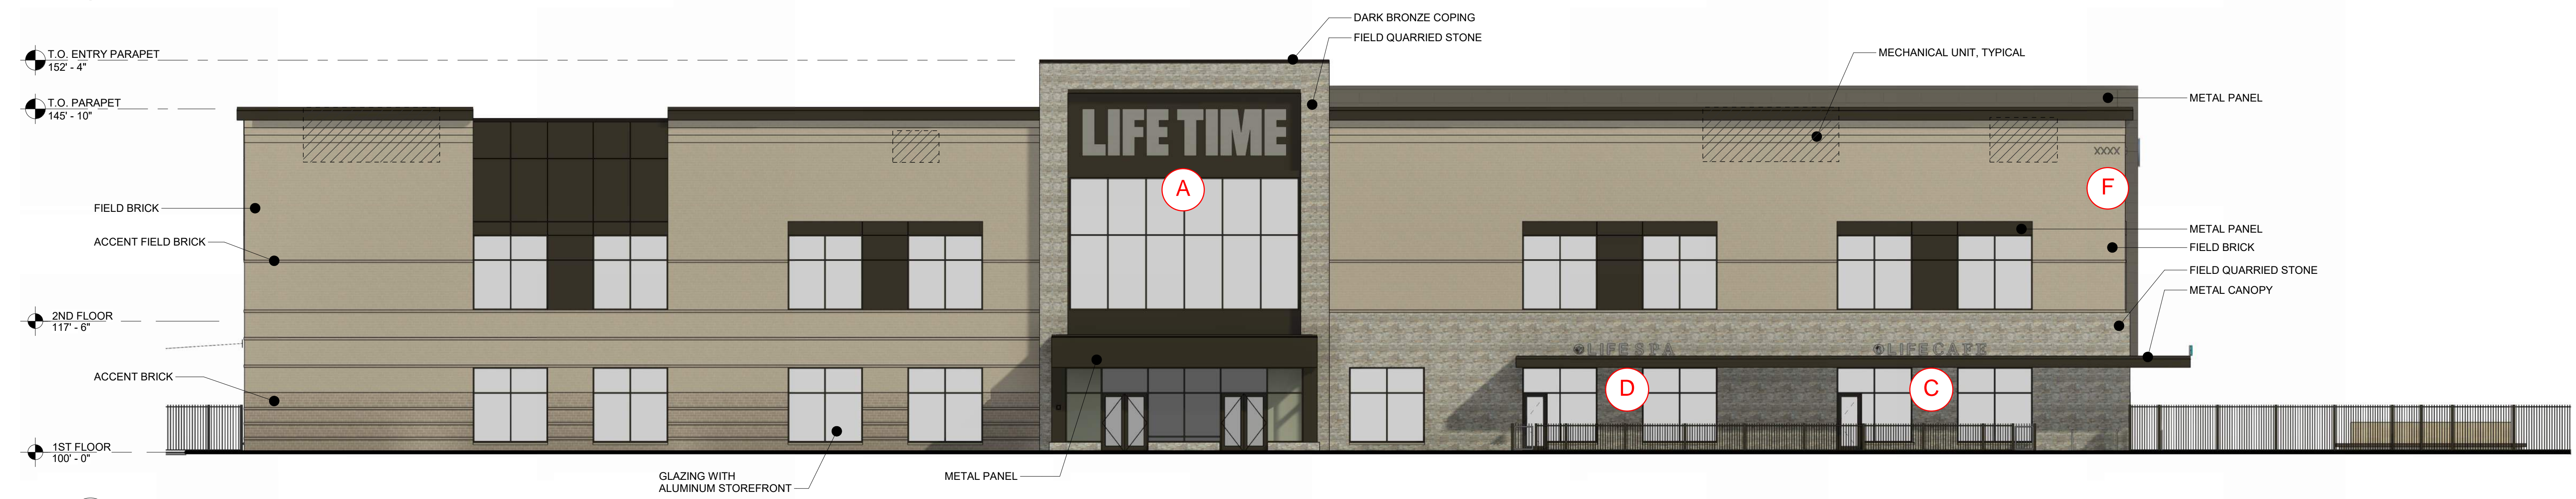 DARK BRONZE COPING
FIELD QUARRIED STONE
MECHANICAL UNIT, TYPICAL
T.O. ENTRY PARAPET
152' - 4"
T.O. PARAPET
145' - 10"
METAL PANEL
LIFE TIME
XXXX
A
F
FIELD BRICK
METAL PANEL
ACCENT FIELD BRICK
FIELD BRICK
FIELD QUARRIED STONE
METAL CANOPY
2ND FLOOR
117' - 6"
LIFE SPA
LIFE CAFE
ACCENT BRICK
D
C
1ST FLOOR
100' - 0"
GLAZING WITH
ALUMINUM STOREFRONT
METAL PANEL